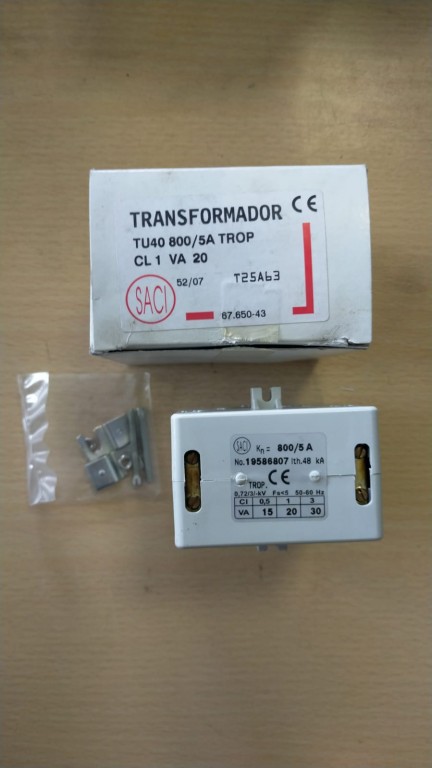 TRANSFORMADOR CE
TU40 800/5A TROP
CL 1 VA 20
52/07 T25A63
SACI
67.650-43
SACI Kn = 800/5 A
No. 19586807 Ith. 48 kA
TROP. CE
0,72/3/-kV Fs<5 50-60 Hz
Cl 0,5 1 3
VA 15 20 30